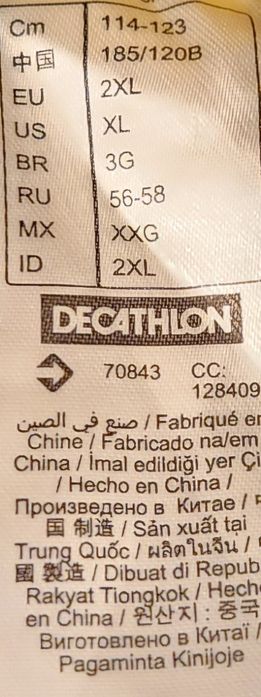 Cm 114-123
中国 185/120B
EU 2XL
US XL
BR 3G
RU 56-58
MX XXG
ID 2XL
DECATHLON
70843 CC:
128409
صنع في الصين / Fabriqué en
Chine / Fabricado na/em
China / İmal edildiği yer Çi
/ Hecho en China /
Произведено в Китае /
国 制造 / Sản xuất tại
Trung Quốc / ผลิตในจีน /
國 製造 / Dibuat di Repub
Rakyat Tiongkok / Hech
en China / 원산지 : 중국
Виготовлено в Китаї /
Pagaminta Kinijoje